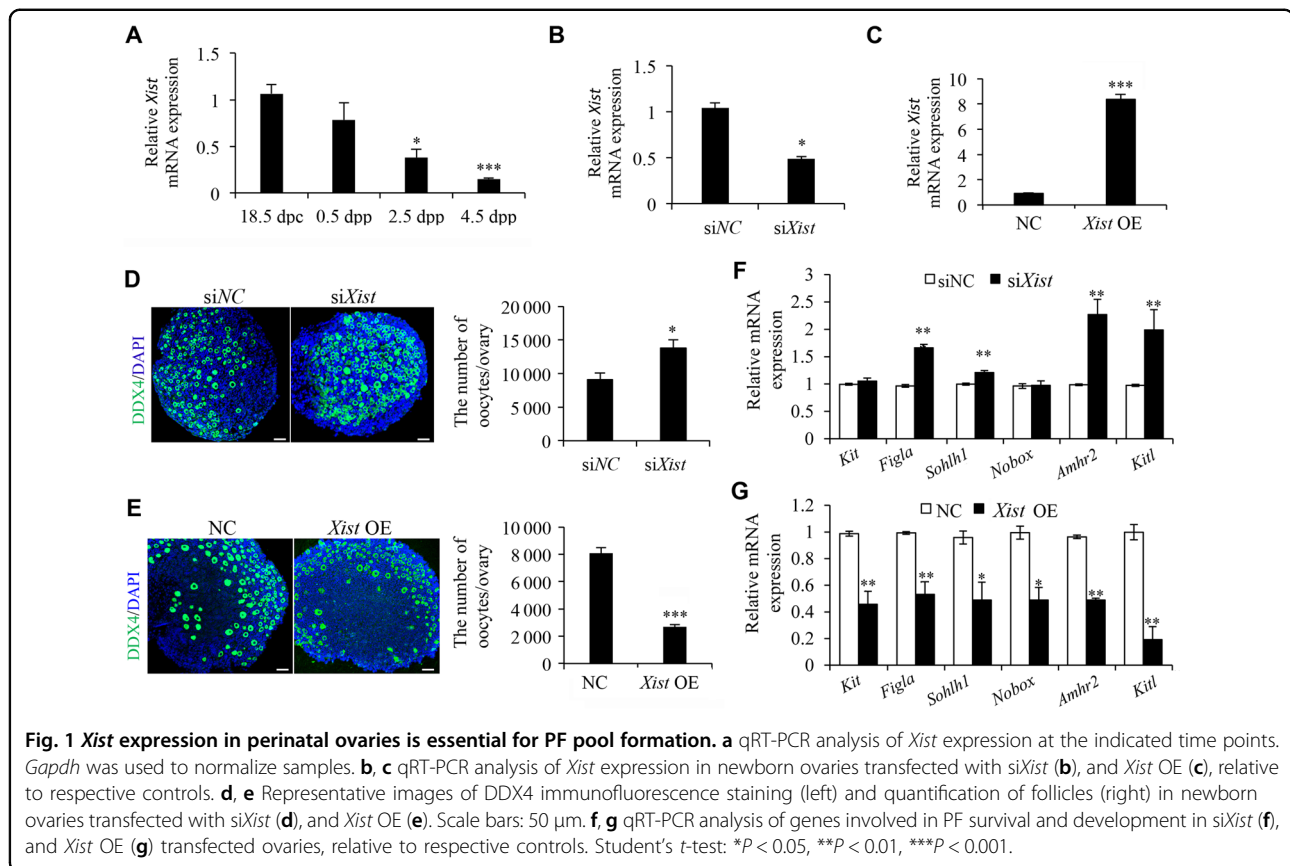 A
Relative Xist
mRNA expression
1.5
1
0.5
0
*
***
18.5 dpc
0.5 dpp
2.5 dpp
4.5 dpp
B
Relative Xist
mRNA expression
1.5
1
0.5
0
*
siNC
siXist
C
Relative Xist
mRNA expression
10
8
6
4
2
0
***
NC
Xist OE
D
siNC
siXist
DDX4/DAPI
The number of
oocytes/ovary
20 000
15 000
10 000
5 000
0
*
siNC
siXist
F
siNC
siXist
Relative mRNA
expression
3
2.5
2
1.5
1
0.5
0
**
**
**
**
Kit
Figla
Sohlh1
Nobox
Amhr2
Kitl
E
NC
Xist OE
DDX4/DAPI
The number of
oocytes/ovary
10 000
8 000
6 000
4 000
2 000
0
***
NC
Xist OE
G
NC
Xist OE
Relative mRNA
expression
1.2
1
0.8
0.6
0.4
0.2
0
**
**
*
*
**
**
Kit
Figla
Sohlh1
Nobox
Amhr2
Kitl
Fig. 1 Xist expression in perinatal ovaries is essential for PF pool formation. a qRT-PCR analysis of Xist expression at the indicated time points.
Gapdh was used to normalize samples. b, c qRT-PCR analysis of Xist expression in newborn ovaries transfected with siXist (b), and Xist OE (c), relative
to respective controls. d, e Representative images of DDX4 immunofluorescence staining (left) and quantification of follicles (right) in newborn
ovaries transfected with siXist (d), and Xist OE (e). Scale bars: 50 μm. f, g qRT-PCR analysis of genes involved in PF survival and development in siXist (f),
and Xist OE (g) transfected ovaries, relative to respective controls. Student's t-test: *P < 0.05, **P < 0.01, ***P < 0.001.